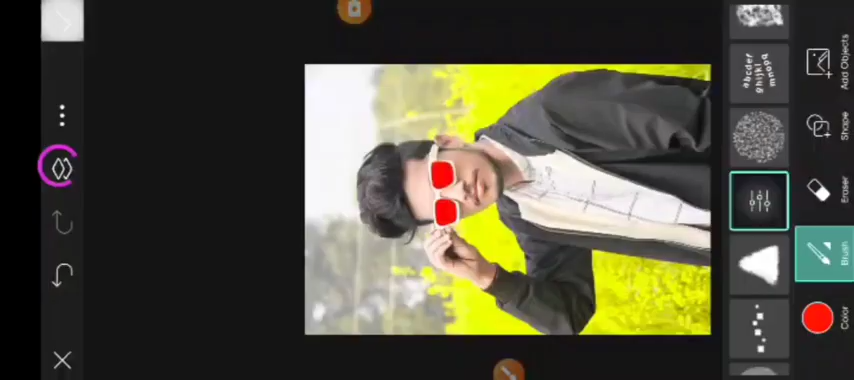 abcdef
ghijkl
mnopq
Add Objects
Shape
Eraser
Brush
Color